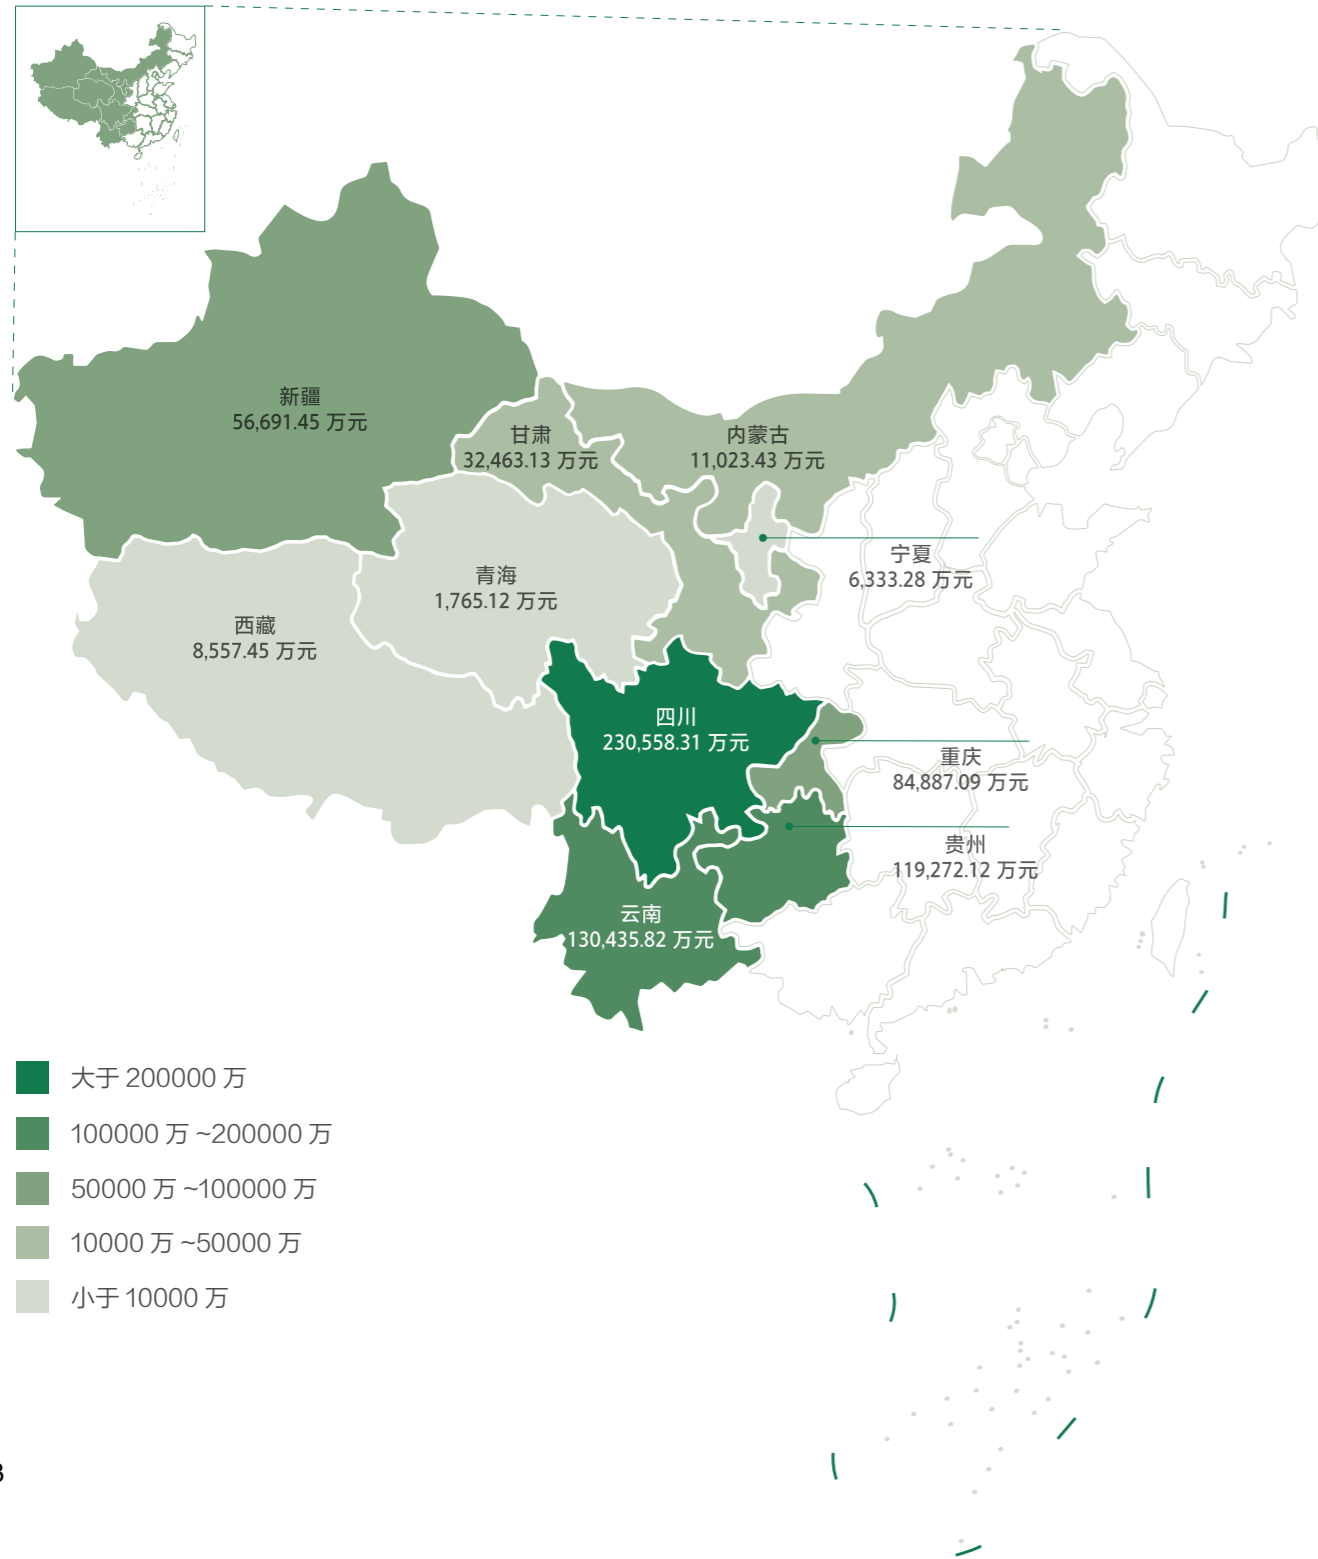 新疆
56,691.45 万元
甘肃
32,463.13 万元
内蒙古
11,023.43 万元
宁夏
6,333.28 万元
青海
1,765.12 万元
西藏
8,557.45 万元
四川
230,558.31 万元
重庆
84,887.09 万元
贵州
119,272.12 万元
云南
130,435.82 万元
大于 200000 万
100000 万 ~200000 万
50000 万 ~100000 万
10000 万 ~50000 万
小于 10000 万